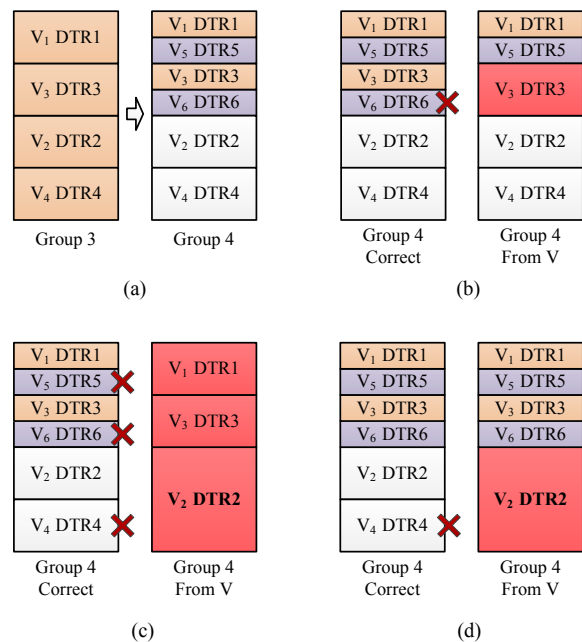 V₁ DTR1
V₃ DTR3
V₂ DTR2
V₄ DTR4
Group 3
V₁ DTR1
V₅ DTR5
V₃ DTR3
V₆ DTR6
V₂ DTR2
V₄ DTR4
Group 4
(a)
V₁ DTR1
V₅ DTR5
V₃ DTR3
V₆ DTR6
V₂ DTR2
V₄ DTR4
Group 4
Correct
V₁ DTR1
V₅ DTR5
V₃ DTR3
V₂ DTR2
V₄ DTR4
Group 4
From V
(b)
V₁ DTR1
V₅ DTR5
V₃ DTR3
V₆ DTR6
V₂ DTR2
V₄ DTR4
Group 4
Correct
V₁ DTR1
V₃ DTR3
V₂ DTR2
Group 4
From V
(c)
V₁ DTR1
V₅ DTR5
V₃ DTR3
V₆ DTR6
V₂ DTR2
V₄ DTR4
Group 4
Correct
V₁ DTR1
V₅ DTR5
V₃ DTR3
V₆ DTR6
V₂ DTR2
Group 4
From V
(d)